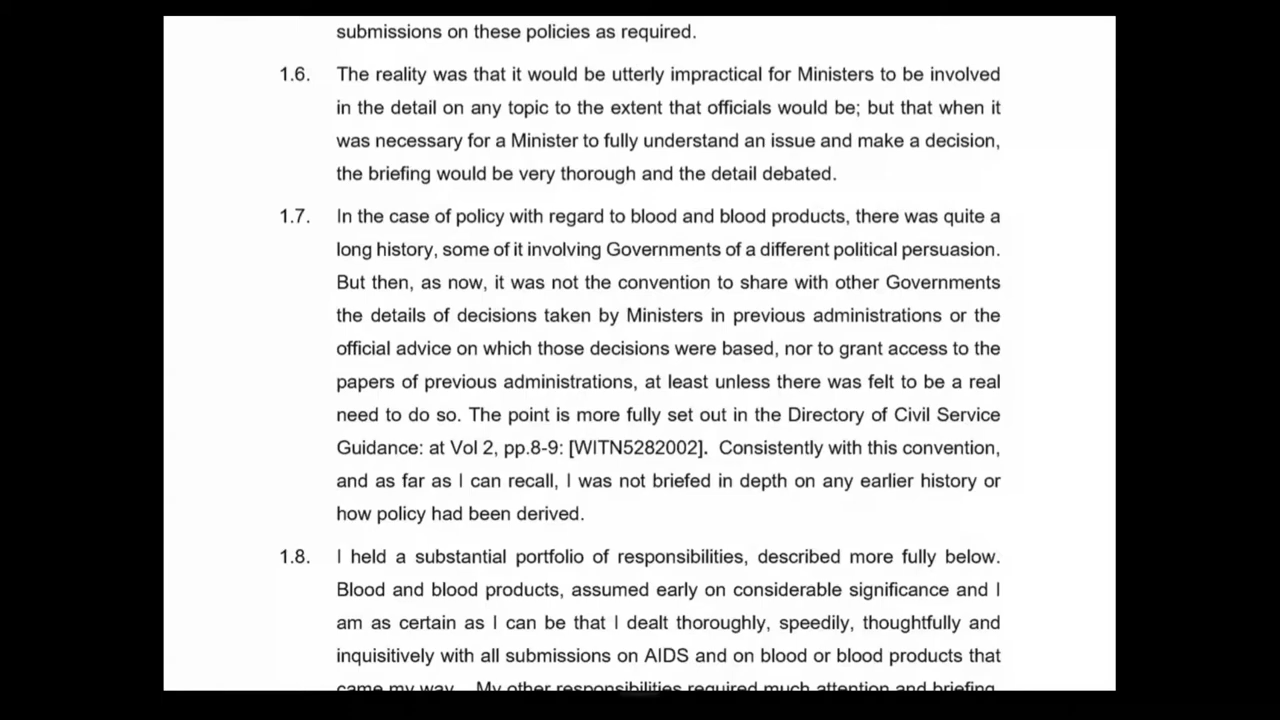 submissions on these policies as required.
1.6. The reality was that it would be utterly impractical for Ministers to be involved
in the detail on any topic to the extent that officials would be; but that when it
was necessary for a Minister to fully understand an issue and make a decision,
the briefing would be very thorough and the detail debated.
1.7. In the case of policy with regard to blood and blood products, there was quite a
long history, some of it involving Governments of a different political persuasion.
But then, as now, it was not the convention to share with other Governments
the details of decisions taken by Ministers in previous administrations or the
official advice on which those decisions were based, nor to grant access to the
papers of previous administrations, at least unless there was felt to be a real
need to do so. The point is more fully set out in the Directory of Civil Service
Guidance: at Vol 2, pp.8-9: [WITN5282002]. Consistently with this convention,
and as far as I can recall, I was not briefed in depth on any earlier history or
how policy had been derived.
1.8. I held a substantial portfolio of responsibilities, described more fully below.
Blood and blood products, assumed early on considerable significance and I
am as certain as I can be that I dealt thoroughly, speedily, thoughtfully and
inquisitively with all submissions on AIDS and on blood or blood products that
came my way. My other responsibilities required much attention and briefing.